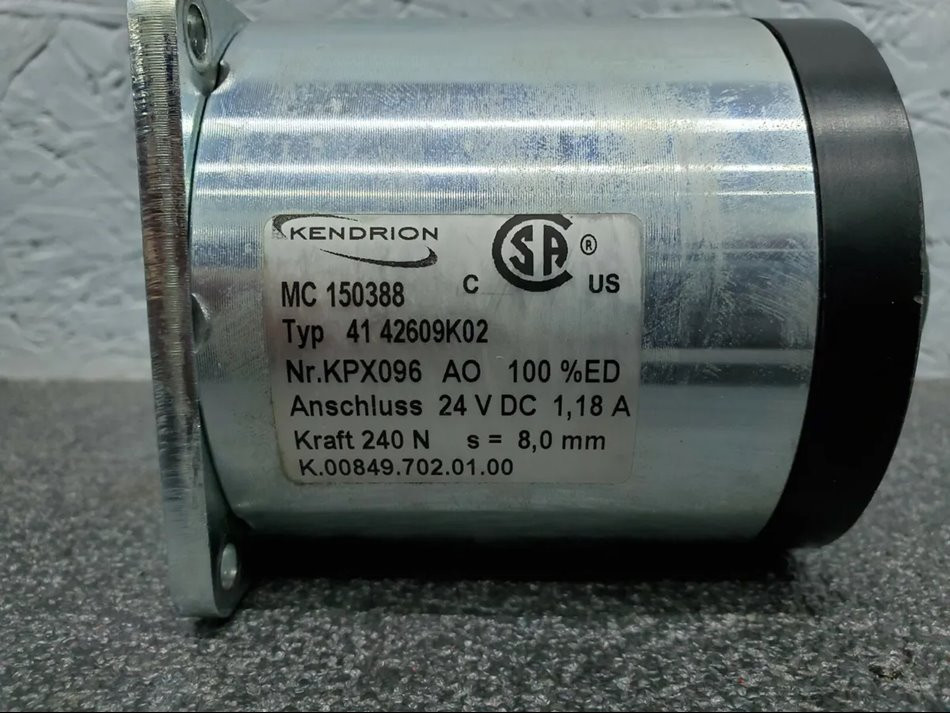 KENDRION
CSA ®
C US
MC 150388
Typ 41 42609K02
Nr.KPX096 AO 100 %ED
Anschluss 24 V DC 1,18 A
Kraft 240 N s = 8,0 mm
K.00849.702.01.00